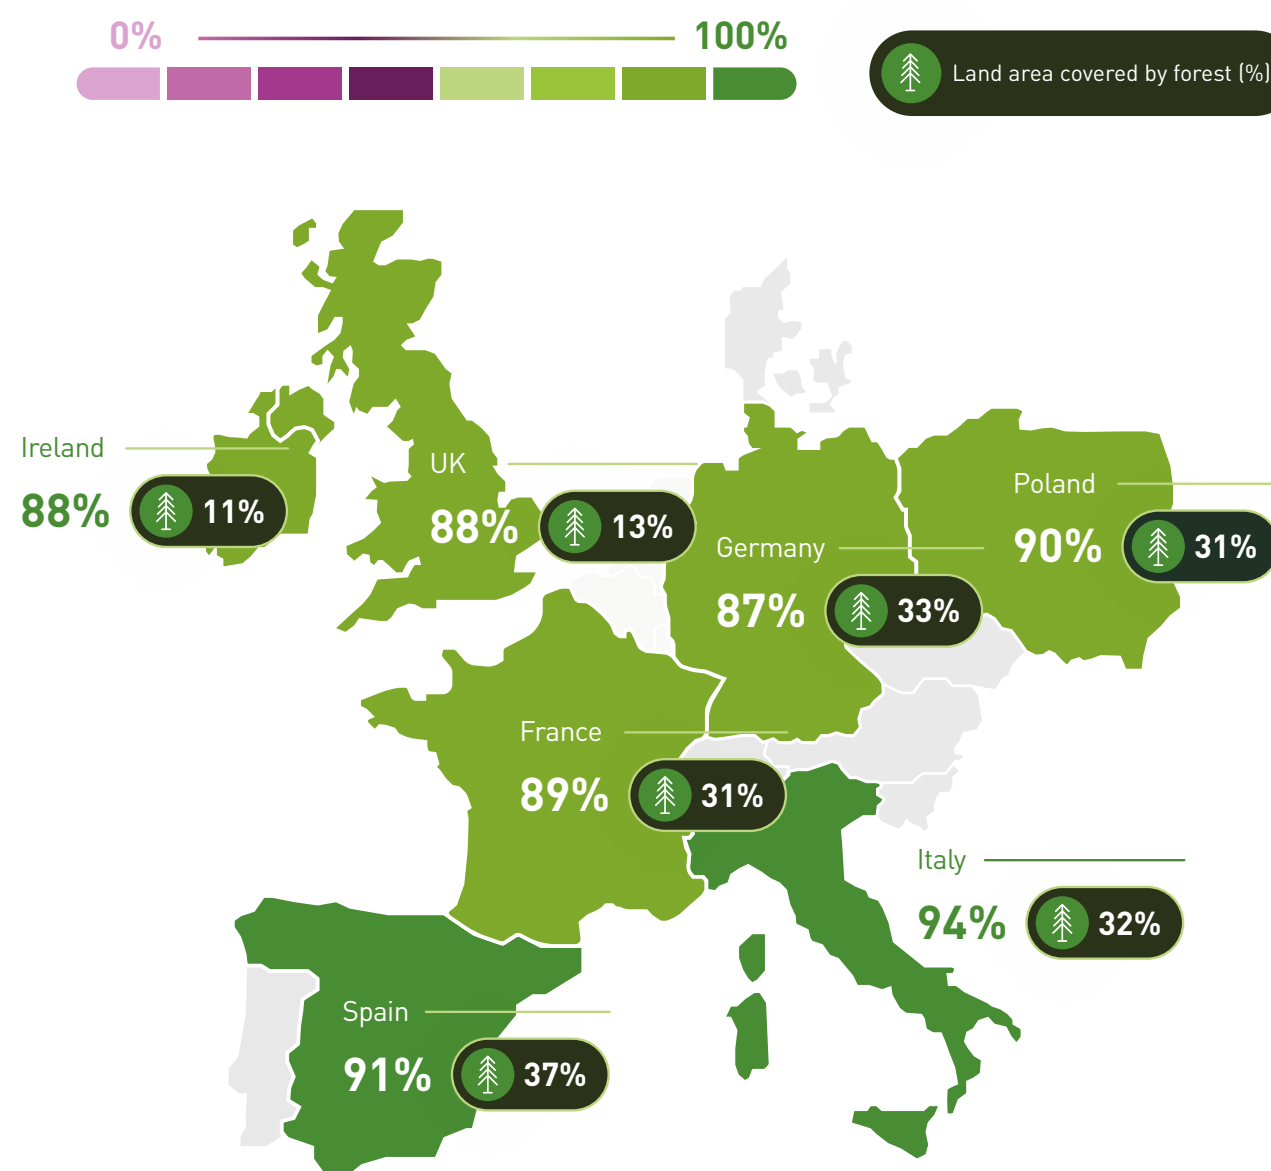 0%
100%
Land area covered by forest (%)
Ireland
88%
11%
UK
88%
13%
Germany
87%
33%
Poland
90%
31%
France
89%
31%
Italy
94%
32%
Spain
91%
37%